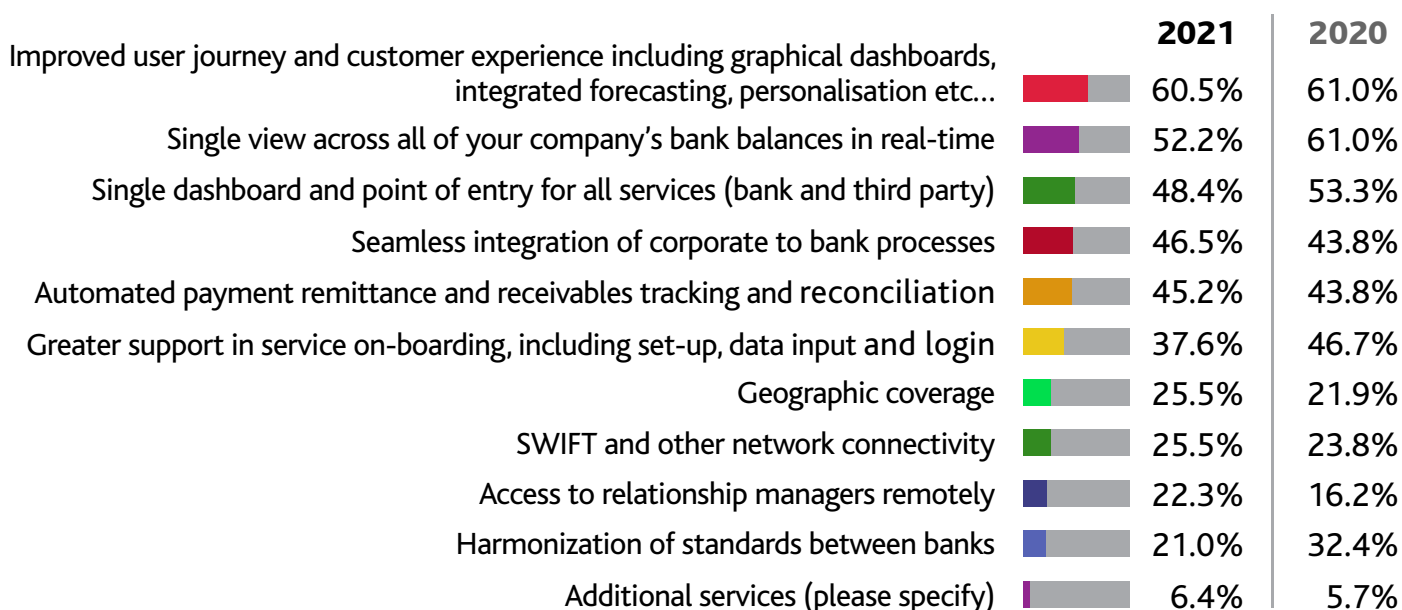 2021 2020
Improved user journey and customer experience including graphical dashboards,
integrated forecasting, personalisation etc... 60.5% 61.0%
Single view across all of your company's bank balances in real-time 52.2% 61.0%
Single dashboard and point of entry for all services (bank and third party) 48.4% 53.3%
Seamless integration of corporate to bank processes 46.5% 43.8%
Automated payment remittance and receivables tracking and reconciliation 45.2% 43.8%
Greater support in service on-boarding, including set-up, data input and login 37.6% 46.7%
Geographic coverage 25.5% 21.9%
SWIFT and other network connectivity 25.5% 23.8%
Access to relationship managers remotely 22.3% 16.2%
Harmonization of standards between banks 21.0% 32.4%
Additional services (please specify) 6.4% 5.7%